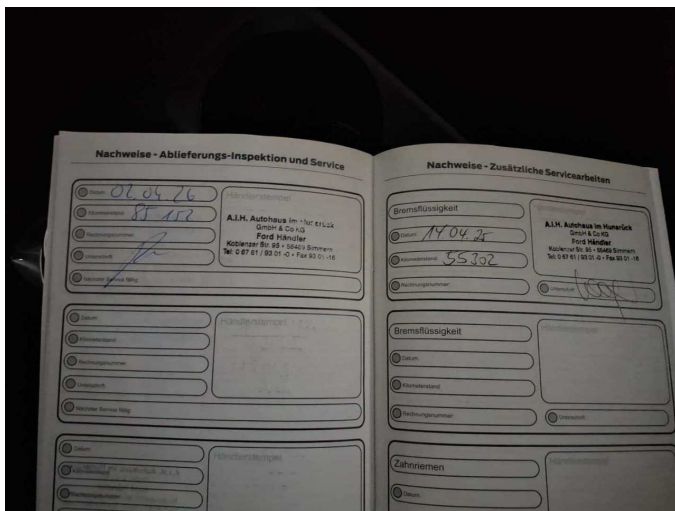 Nachweise - Ablieferungs-Inspektion und Service
Datum 02.04.26
Kilometerstand 85 152
Rechnungsnummer
Unterschrift
Nächster Service fällig
Händlerstempel
A.I.H. Autohaus im Hunsrück
GmbH & Co KG
Ford Händler
Koblenzer Str. 95 • 55469 Simmern
Tel: 0 67 61 / 93 01 -0 • Fax 93 01 -16
Datum
Kilometerstand
Rechnungsnummer
Unterschrift
Nächster Service fällig
Händlerstempel
Datum
Kilometerstand
Rechnungsnummer
Händlerstempel
Nachweise - Zusätzliche Servicearbeiten
Bremsflüssigkeit
Datum 14.04.25
Kilometerstand 55302
Rechnungsnummer
A.I.H. Autohaus im Hunsrück
GmbH & Co KG
Ford Händler
Koblenzer Str. 95 • 55469 Simmern
Tel: 0 67 61 / 93 01 -0 • Fax 93 01 -16
Unterschrift
Bremsflüssigkeit
Datum
Kilometerstand
Rechnungsnummer
Händlerstempel
Unterschrift
Zahnriemen
Datum
Händlerstempel